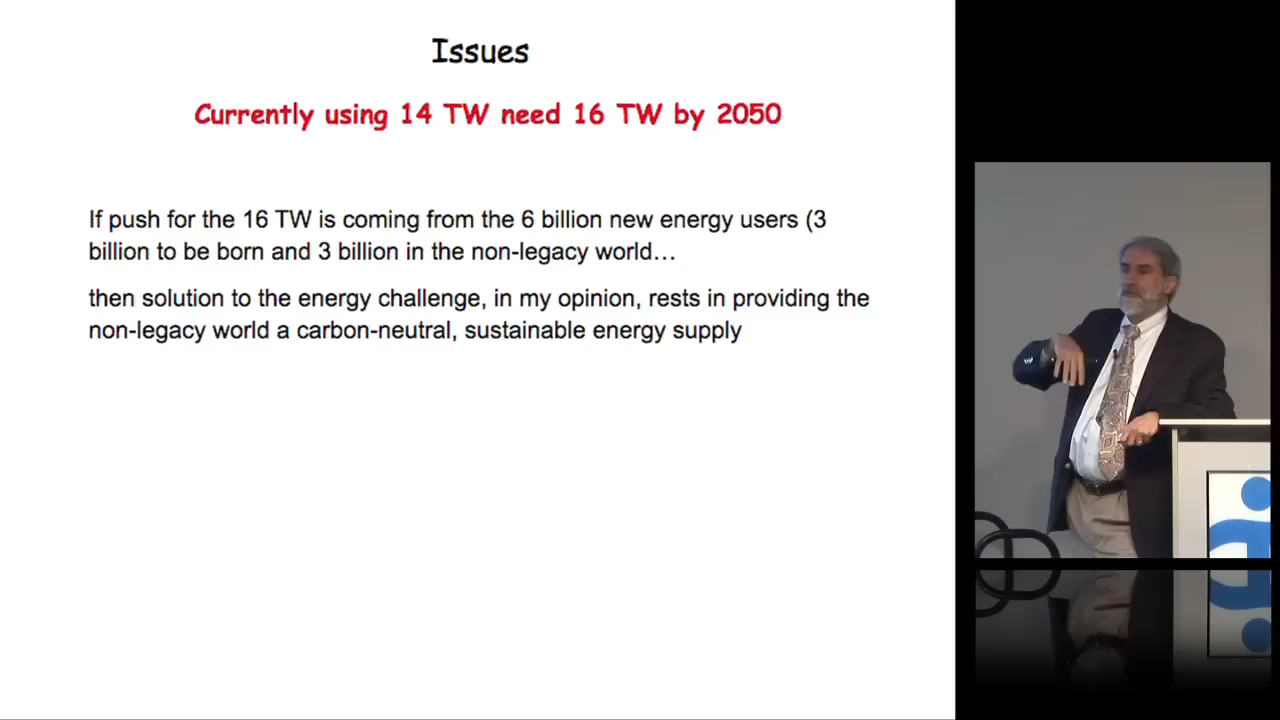 Issues
Currently using 14 TW need 16 TW by 2050
If push for the 16 TW is coming from the 6 billion new energy users (3
billion to be born and 3 billion in the non-legacy world…
then solution to the energy challenge, in my opinion, rests in providing the
non-legacy world a carbon-neutral, sustainable energy supply